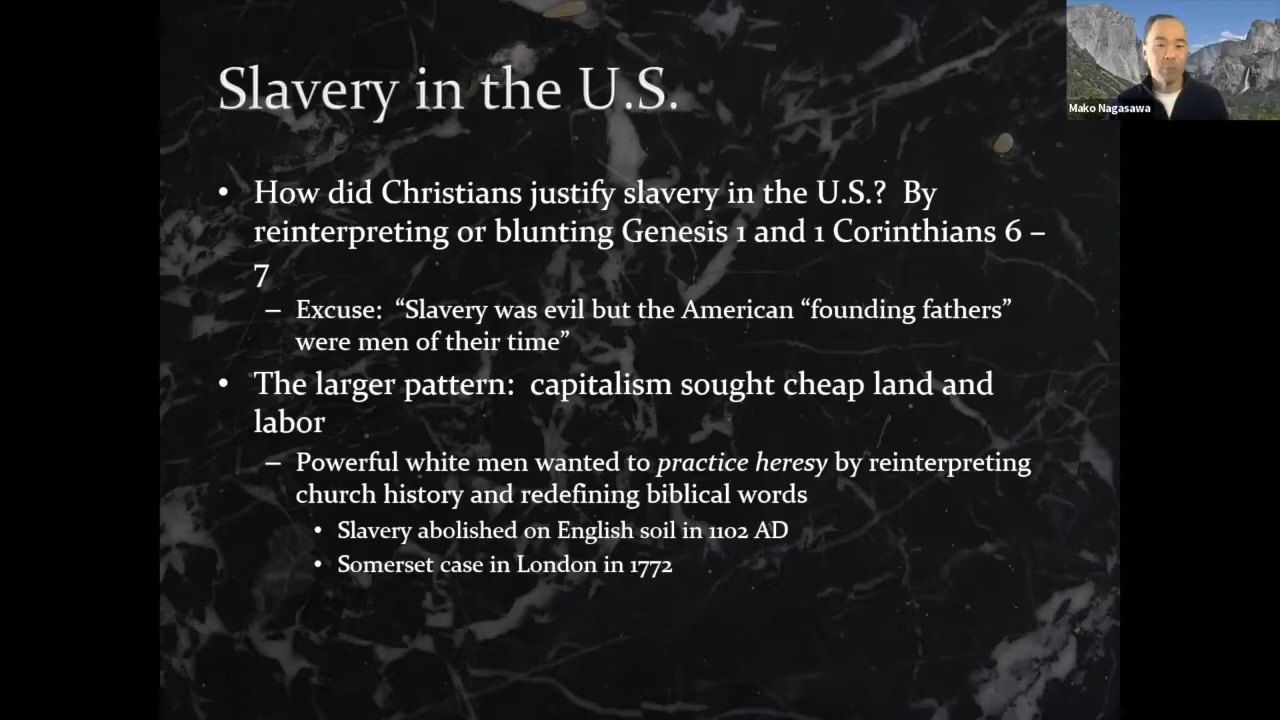 Slavery in the U.S.
Mako Nagasawa
• How did Christians justify slavery in the U.S.?  By
reinterpreting or blunting Genesis 1 and 1 Corinthians 6 –
7
– Excuse:  “Slavery was evil but the American “founding fathers”
were men of their time”
• The larger pattern:  capitalism sought cheap land and
labor
– Powerful white men wanted to practice heresy by reinterpreting
church history and redefining biblical words
• Slavery abolished on English soil in 1102 AD
• Somerset case in London in 1772